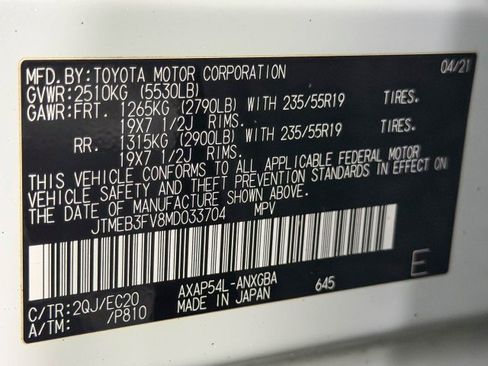 MFD.BY:TOYOTA MOTOR CORPORATION 04/21
GVWR:2510KG (5530LB)
GAWR:FRT. 1265KG (2790LB) WITH 235/55R19 TIRES.
19X7 1/2J RIMS.
RR. 1315KG (2900LB) WITH 235/55R19 TIRES.
19X7 1/2J RIMS.
THIS VEHICLE CONFORMS TO ALL APPLICABLE FEDERAL MOTOR
VEHICLE SAFETY AND THEFT PREVENTION STANDARDS IN EFFECT
ON THE DATE OF MANUFACTURE SHOWN ABOVE.
JTMEB3FV8MD033704 MPV
C/TR:2QJ/EC20 AXAP54L-ANXGBA 645 E
A/TM: /P810 MADE IN JAPAN